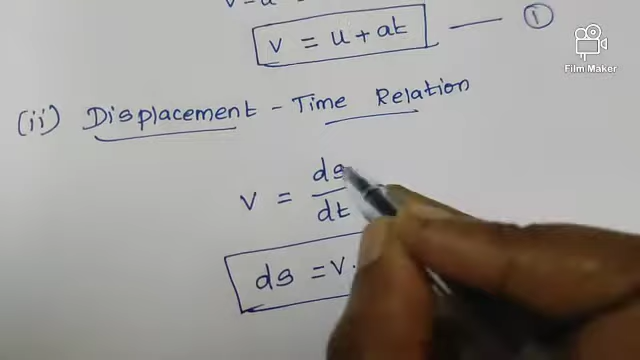 v = u + at —— ①
Film Maker
(ii) Displacement - Time Relation
v = ds/dt
ds = v.